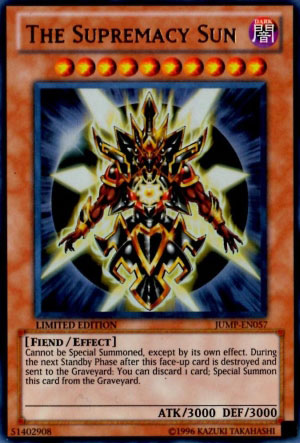 THE SUPREMACY SUN
DARK
闇
LIMITED EDITION
JUMP-EN057
[FIEND / EFFECT]
Cannot be Special Summoned, except by its own effect. During
the next Standby Phase after this face-up card is destroyed and
sent to the Graveyard: You can discard 1 card; Special Summon
this card from the Graveyard.
ATK/3000 DEF/3000
51402908
©1996 KAZUKI TAKAHASHI